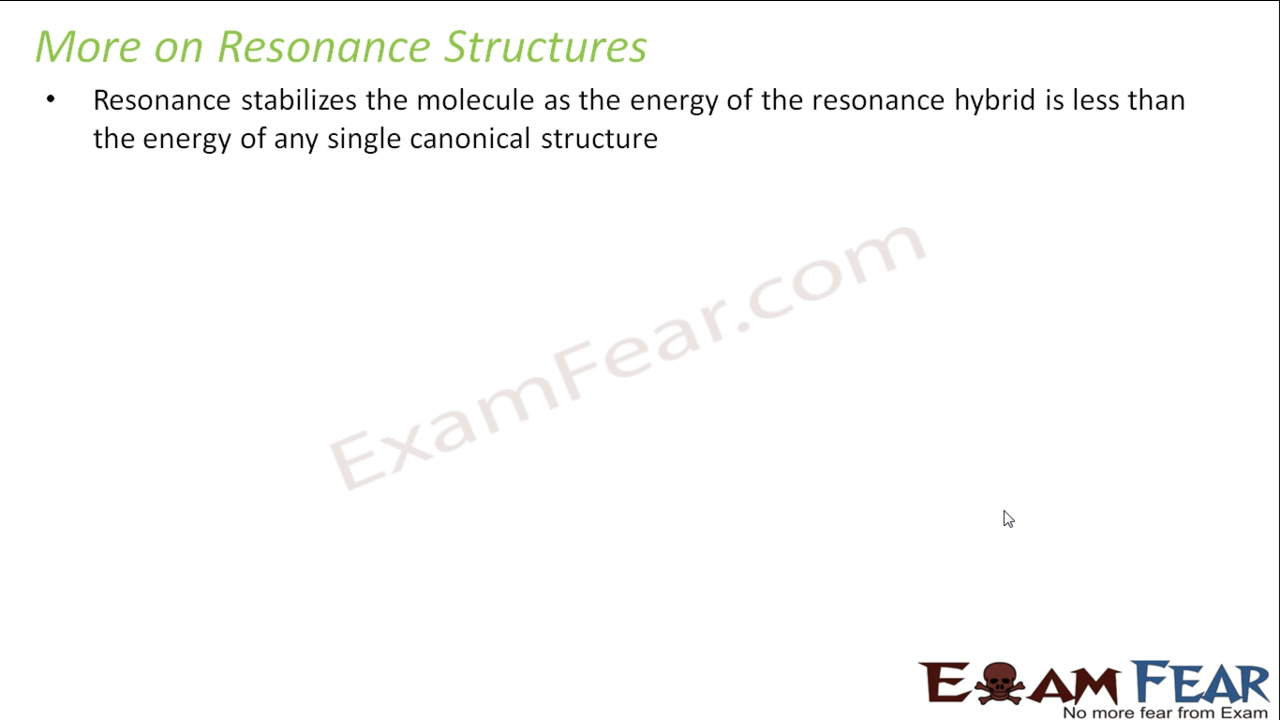 More on Resonance Structures
• Resonance stabilizes the molecule as the energy of the resonance hybrid is less than
the energy of any single canonical structure
ExamFear.com
EXAM FEAR
No more fear from Exam